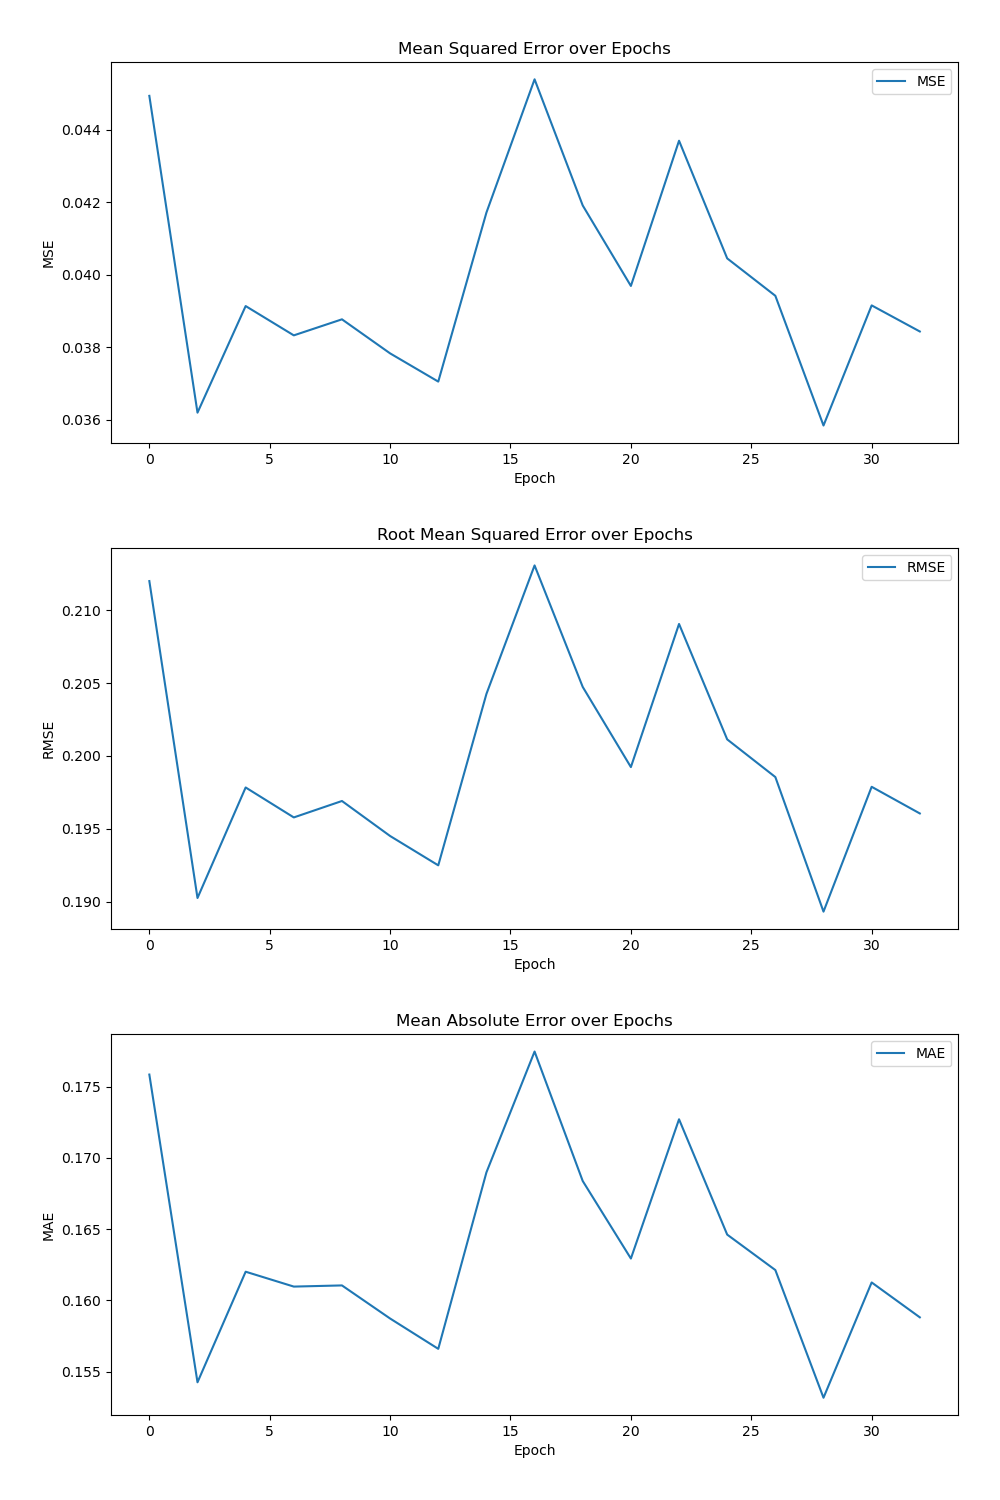 Mean Squared Error over Epochs
MSE
0.044
0.042
0.040
0.038
0.036
MSE
0 5 10 15 20 25 30
Epoch
Root Mean Squared Error over Epochs
RMSE
0.210
0.205
0.200
0.195
0.190
RMSE
0 5 10 15 20 25 30
Epoch
Mean Absolute Error over Epochs
MAE
0.175
0.170
0.165
0.160
0.155
MAE
0 5 10 15 20 25 30
Epoch